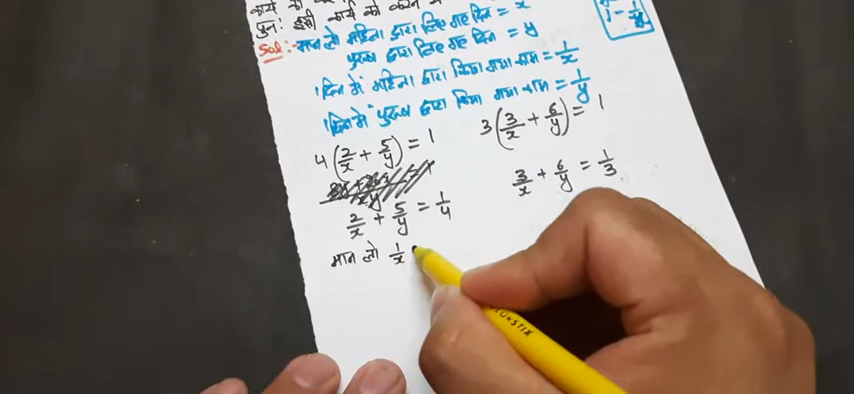 पुनः इसी कार्य को करने में
Sol:- मान लो महिला द्वारा लिए गए दिन = x
पुरुष द्वारा लिए गए दिन = y
1 दिन में महिला द्वारा किया गया काम = 1/x
1 दिन में पुरुष द्वारा किया गया काम = 1/y
4(2/x + 5/y) = 1
3(3/x + 6/y) = 1
2/x + 5/y = 1/4
3/x + 6/y = 1/3
मान लो 1/x